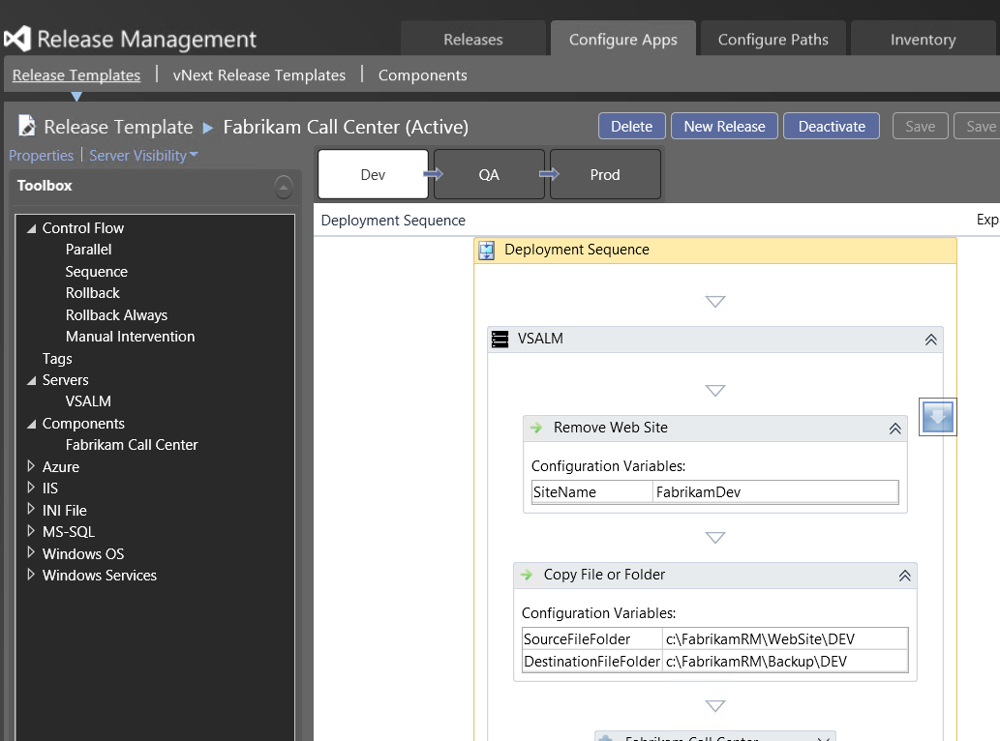 Release Management
Releases
Configure Apps
Configure Paths
Inventory
Release Templates
vNext Release Templates
Components
Release Template
Fabrikam Call Center (Active)
Delete
New Release
Deactivate
Save
Save
Properties
Server Visibility
Toolbox
Control Flow
Parallel
Sequence
Rollback
Rollback Always
Manual Intervention
Tags
Servers
VSALM
Components
Fabrikam Call Center
Azure
IIS
INI File
MS-SQL
Windows OS
Windows Services
Dev
QA
Prod
Deployment Sequence
Exp
Deployment Sequence
VSALM
Remove Web Site
Configuration Variables:
SiteName FabrikamDev
Copy File or Folder
Configuration Variables:
SourceFileFolder c:\FabrikamRM\WebSite\DEV
DestinationFileFolder c:\FabrikamRM\Backup\DEV
Fabrikam Call Center